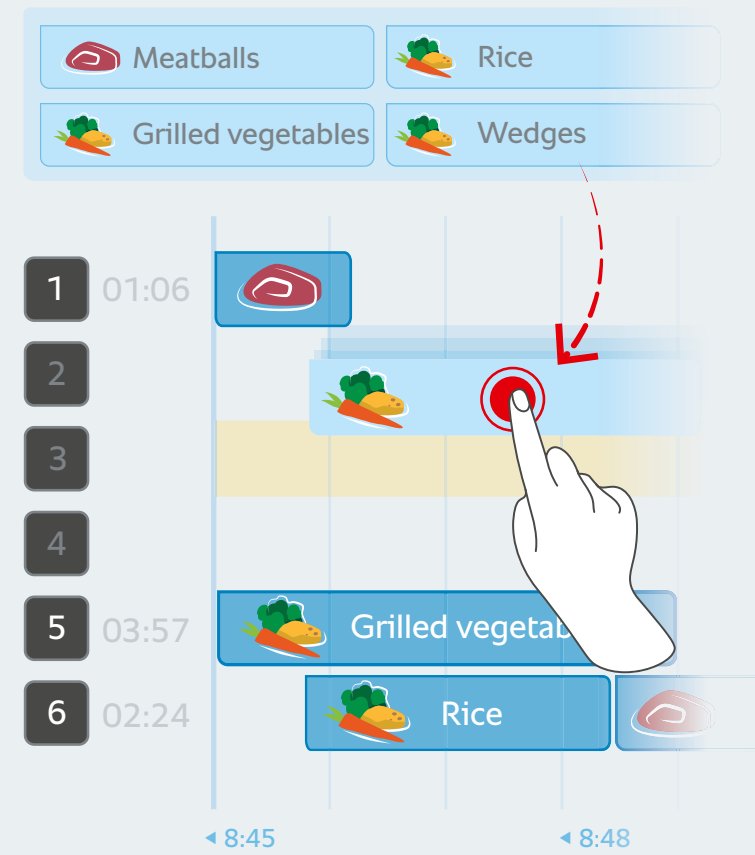 Meatballs Rice
Grilled vegetables Wedges
1 01:06
2
3
4
5 03:57 Grilled vegetab
6 02:24 Rice
8:45 8:48